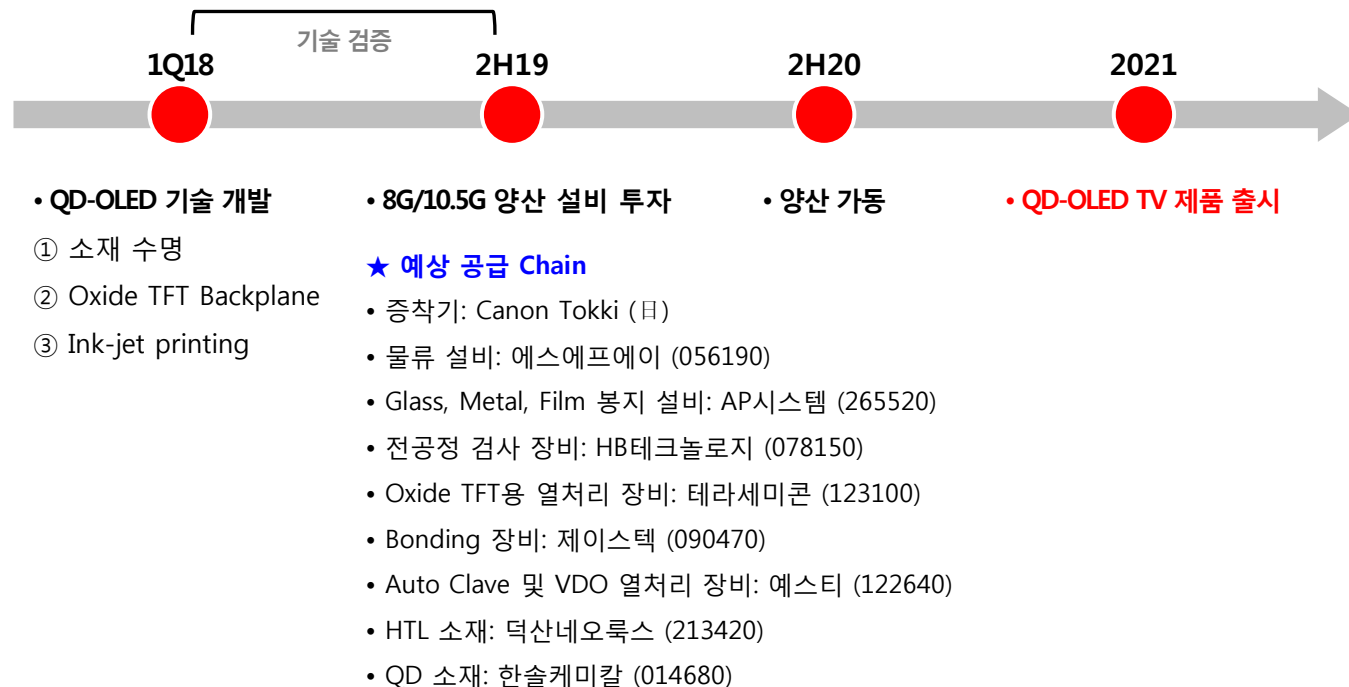 기술 검증
1Q18
2H19
2H20
2021
• QD-OLED 기술 개발
① 소재 수명
② Oxide TFT Backplane
③ Ink-jet printing
• 8G/10.5G 양산 설비 투자
★ 예상 공급 Chain
• 증착기: Canon Tokki (日)
• 물류 설비: 에스에프에이 (056190)
• Glass, Metal, Film 봉지 설비: AP시스템 (265520)
• 전공정 검사 장비: HB테크놀로지 (078150)
• Oxide TFT용 열처리 장비: 테라세미콘 (123100)
• Bonding 장비: 제이스텍 (090470)
• Auto Clave 및 VDO 열처리 장비: 예스티 (122640)
• HTL 소재: 덕산네오룩스 (213420)
• QD 소재: 한솔케미칼 (014680)
• 양산 가동
• QD-OLED TV 제품 출시